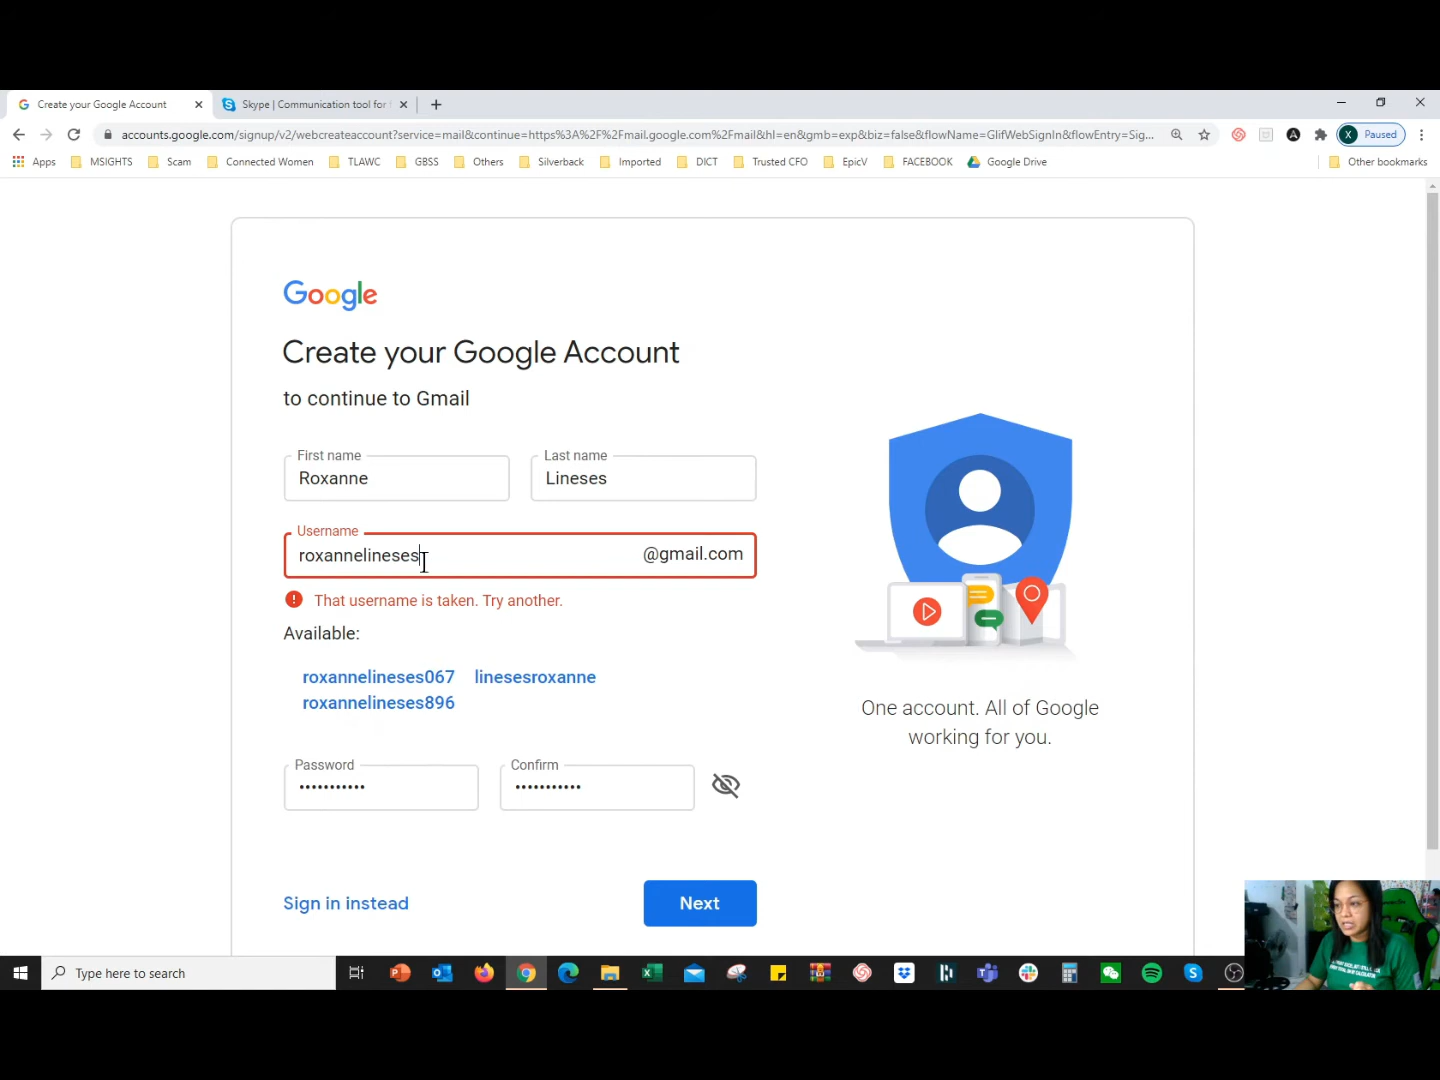 Create your Google Account
Skype | Communication tool for
accounts.google.com/signup/v2/webcreateaccount?service=mail&continue=https%3A%2F%2Fmail.google.com%2Fmail&hl=en&gmb=exp&biz=false&flowName=GlifWebSignIn&flowEntry=Sig...
X Paused
Apps MSIGHTS Scam Connected Women TLAWC GBSS Others Silverback Imported DICT Trusted CFO EpicV FACEBOOK Google Drive Other bookmarks
Google
Create your Google Account
to continue to Gmail
First name
Roxanne
Last name
Lineses
Username
roxannelineses @gmail.com
That username is taken. Try another.
Available:
roxannelineses067 linesesroxanne
roxannelineses896
Password
Confirm
Sign in instead
Next
One account. All of Google
working for you.
Type here to search